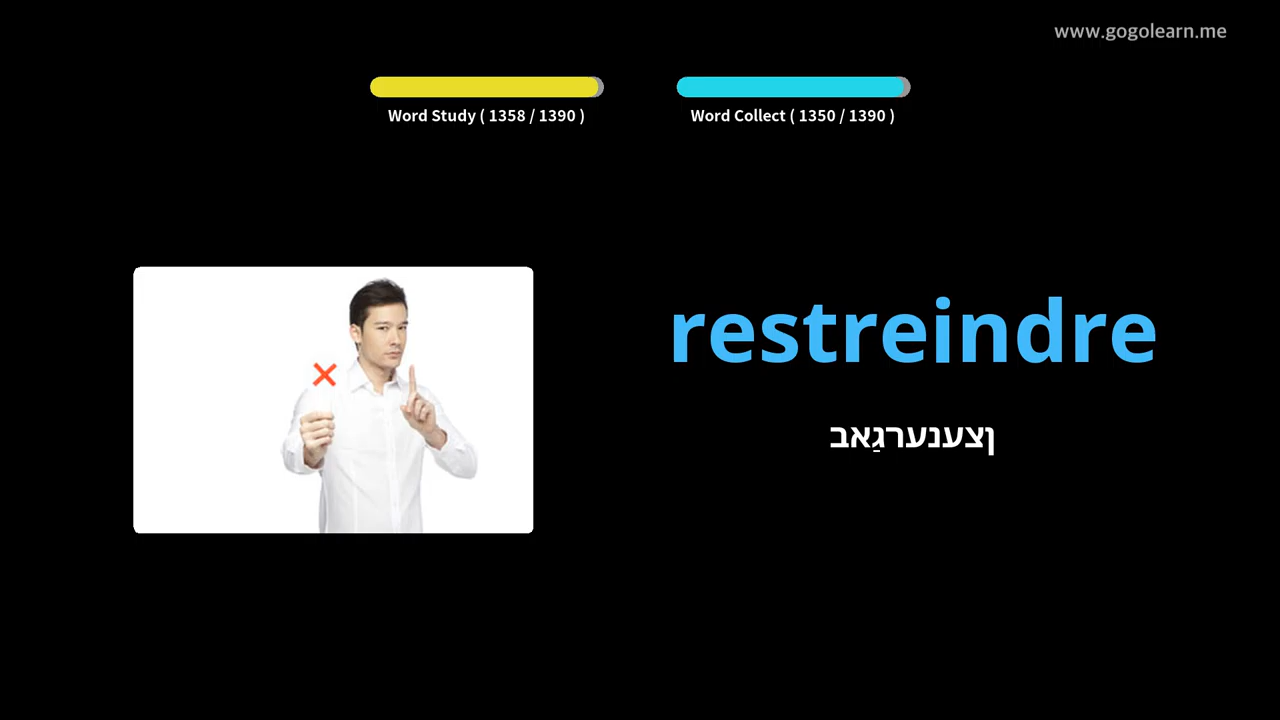 www.gogolearn.me
Word Study ( 1358 / 1390 )
Word Collect ( 1350 / 1390 )
restreindre
באַגרענעצן